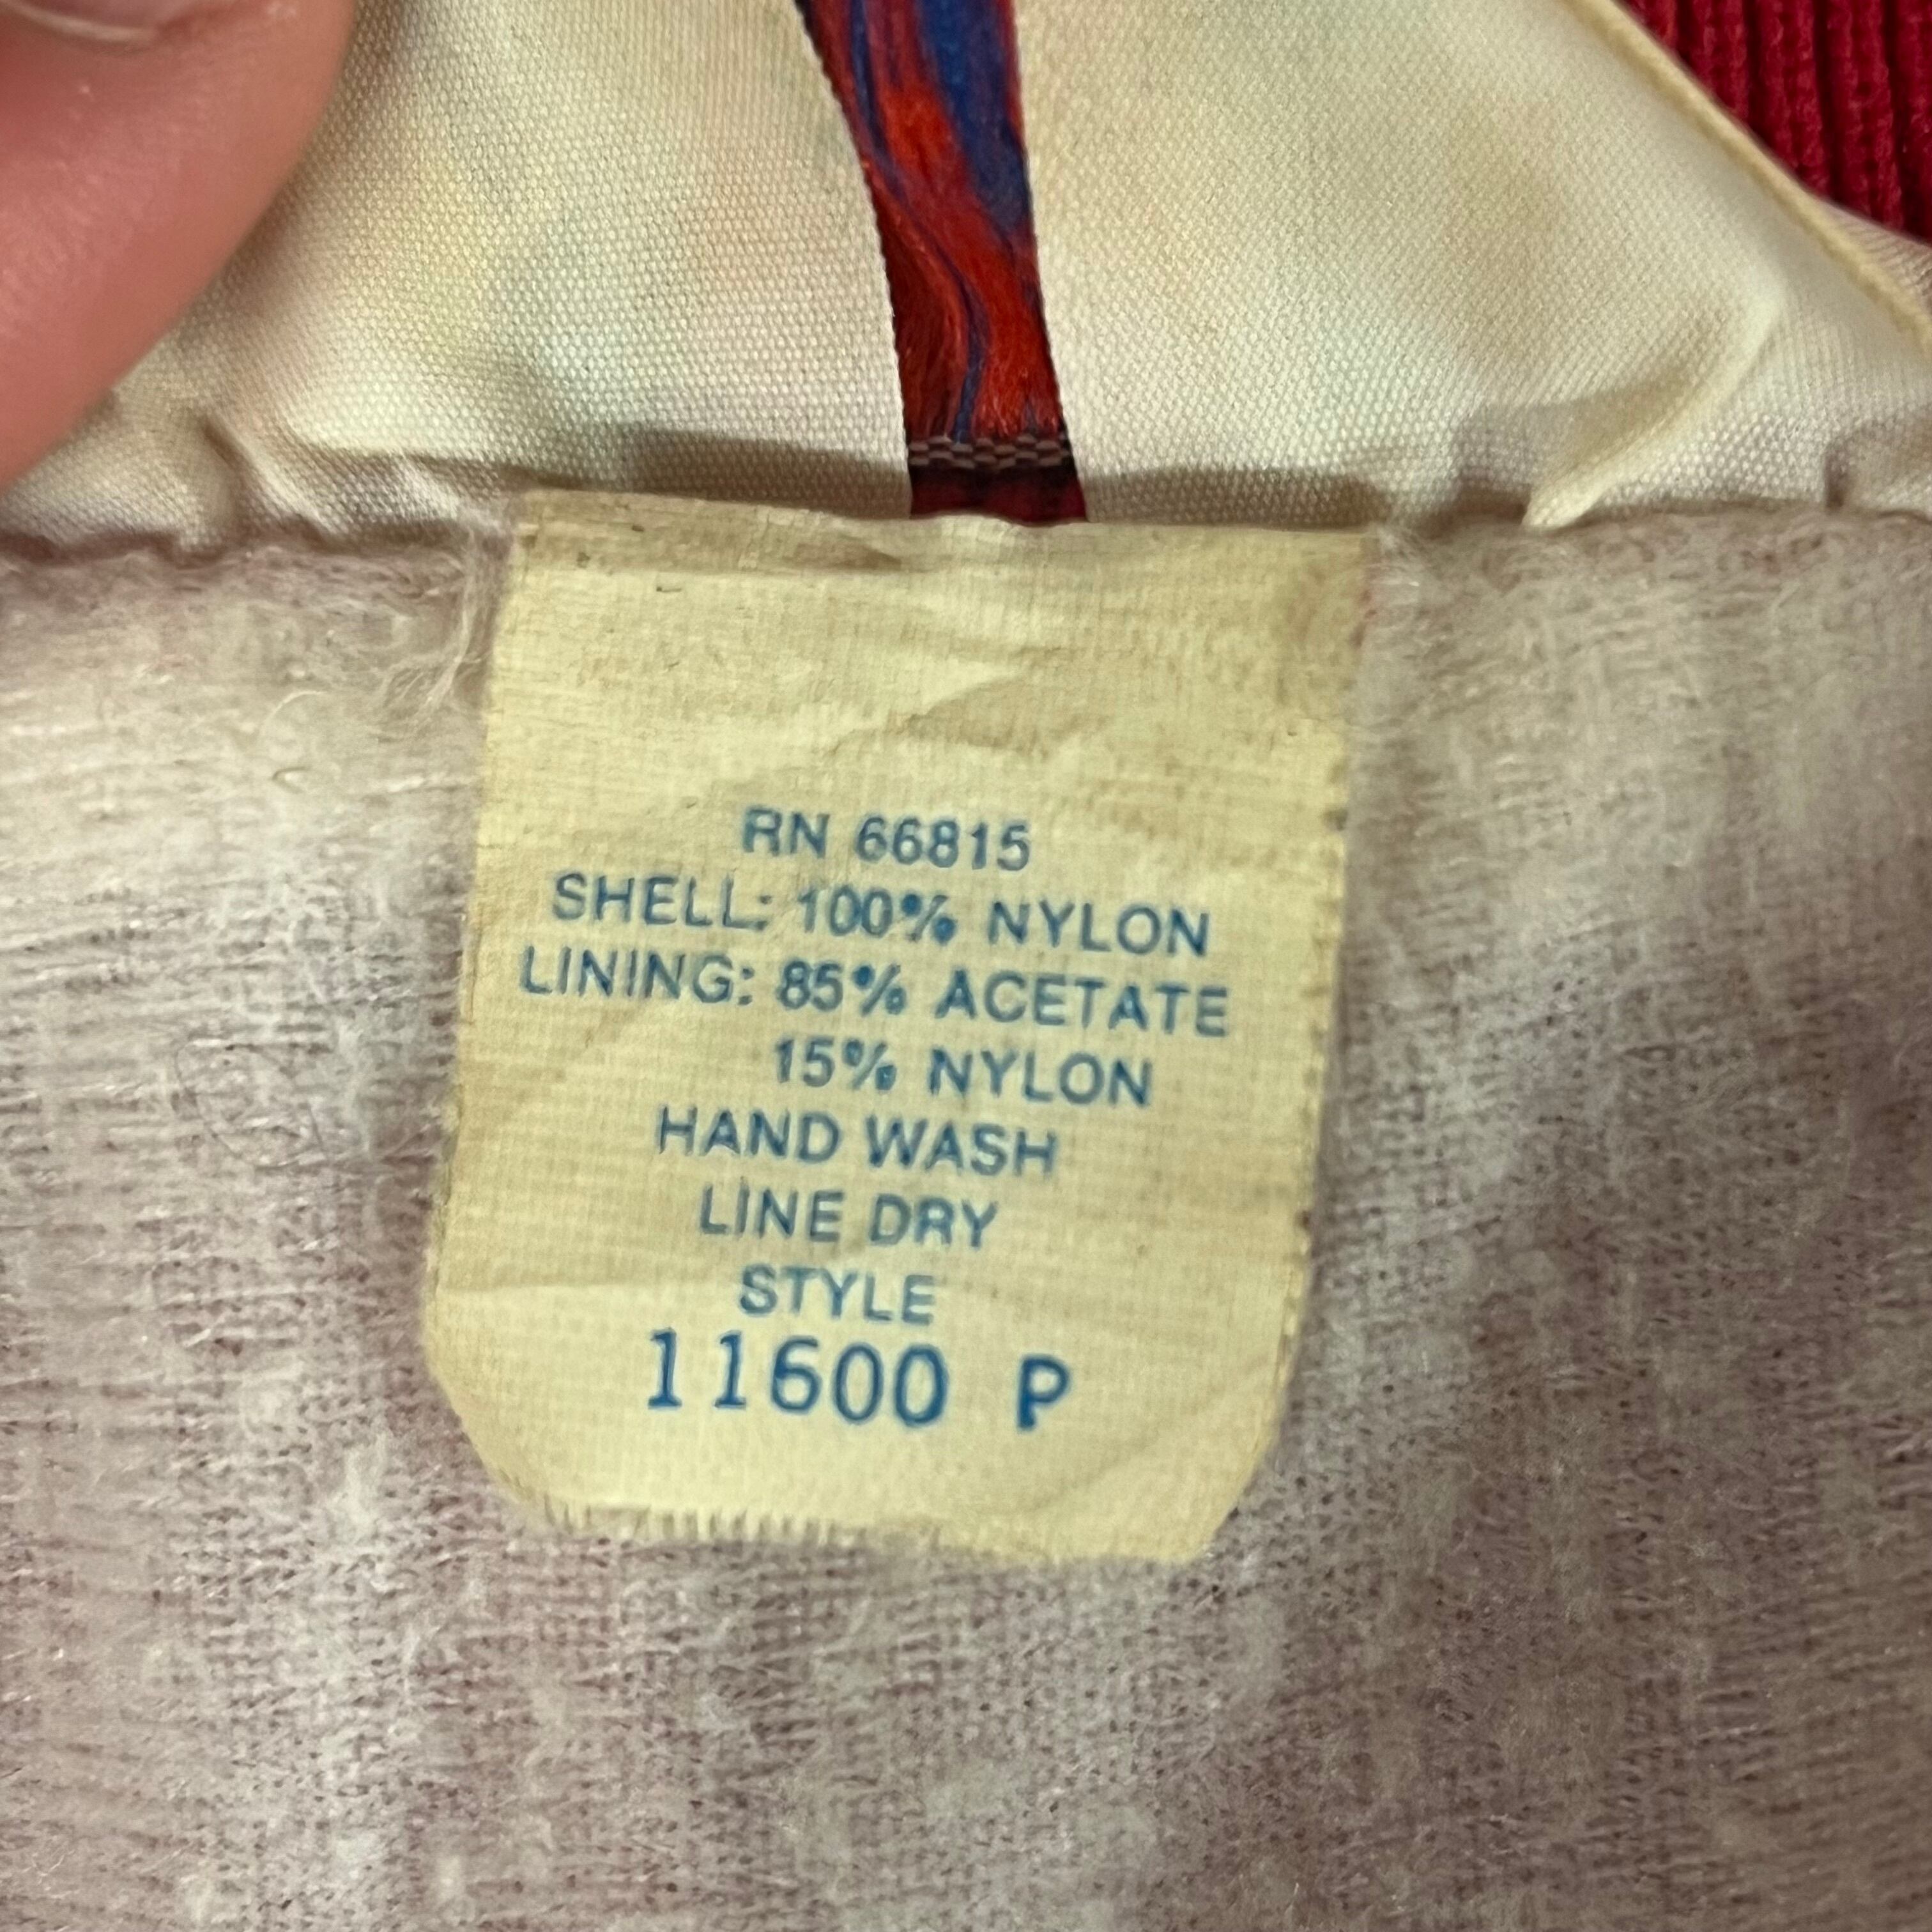 RN 66815
SHELL: 100% NYLON
LINING: 85% ACETATE
15% NYLON
HAND WASH
LINE DRY
STYLE
11600 P